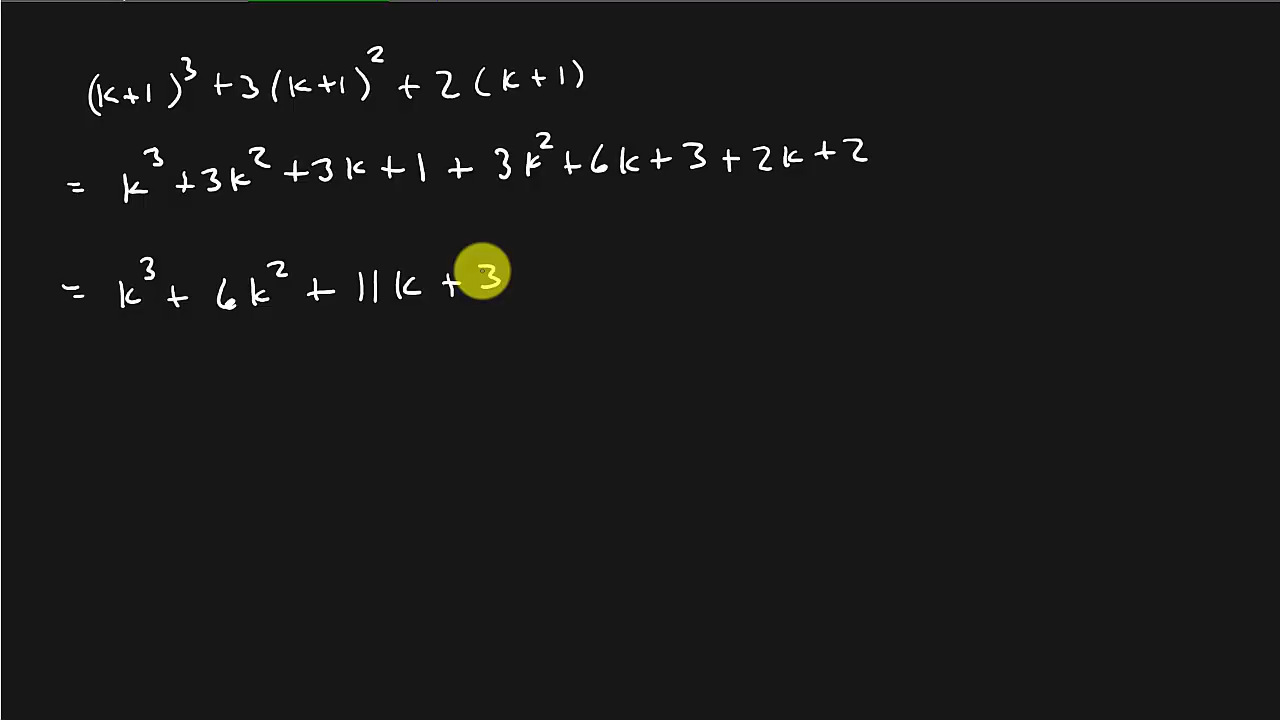 (k+1)³ + 3(k+1)² + 2(k+1)
= k³ + 3k² + 3k + 1 + 3k² + 6k + 3 + 2k + 2
= k³ + 6k² + 11k + 3